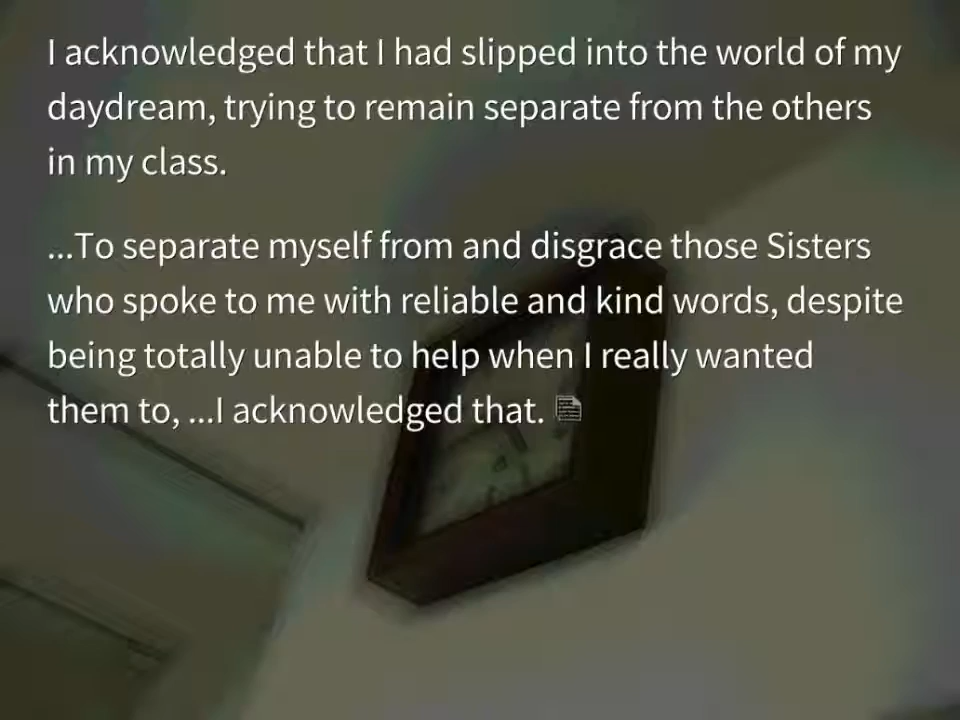 I acknowledged that I had slipped into the world of my
daydream, trying to remain separate from the others
in my class.
...To separate myself from and disgrace those Sisters
who spoke to me with reliable and kind words, despite
being totally unable to help when I really wanted
them to, ...I acknowledged that.